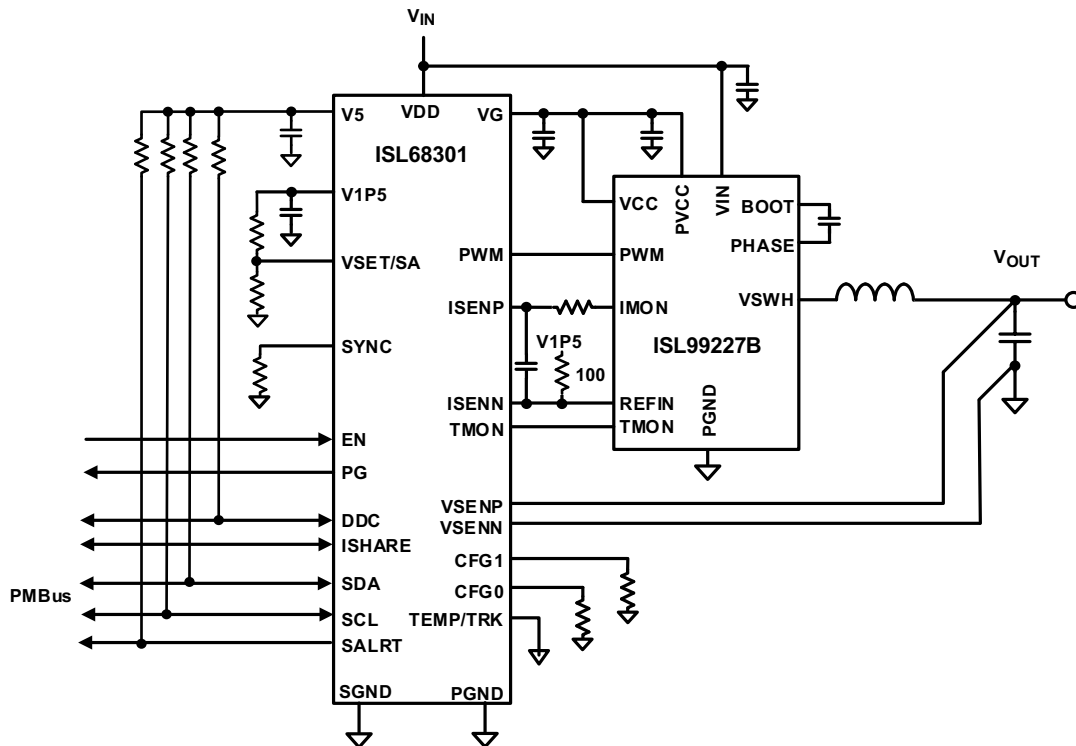 VIN
V5
VDD
VG
ISL68301
V1P5
VSET/SA
SYNC
EN
PG
DDC
ISHARE
SDA
SCL
SALRT
PMBus
SGND
PGND
PWM
ISENP
ISENN
TMON
VSENP
VSENN
CFG1
CFG0
TEMP/TRK
V1P5
100
VCC
PVCC
VIN
BOOT
PHASE
PWM
VSWH
IMON
ISL99227B
REFIN
TMON
PGND
VOUT